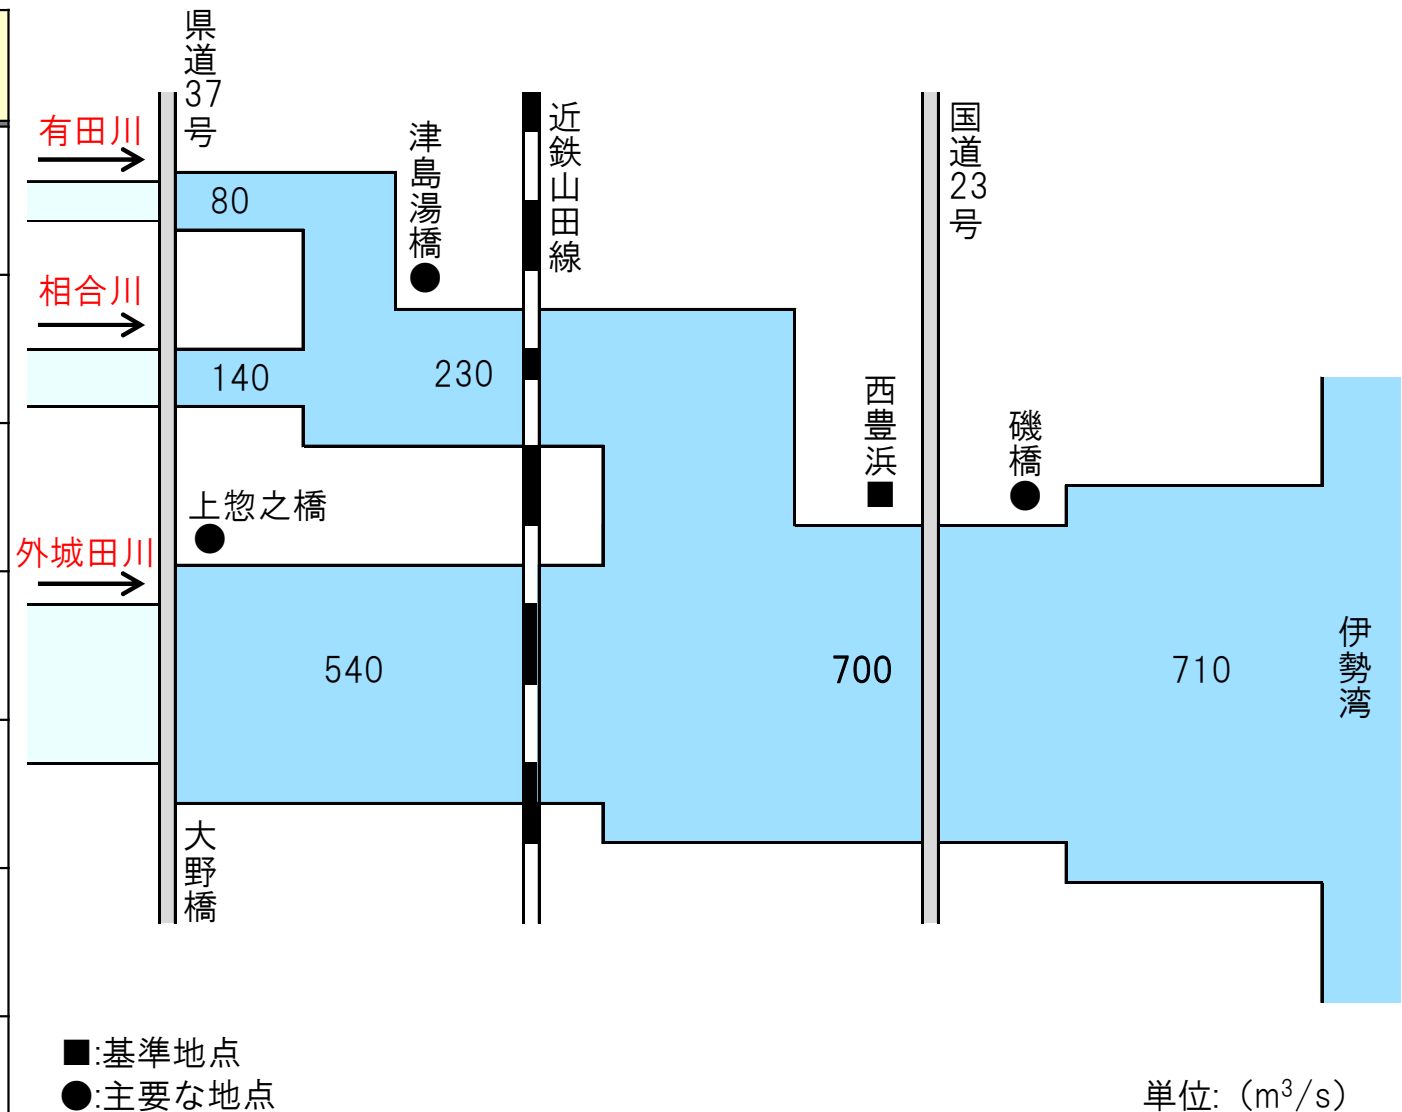 県道37号
有田川
80
津島湯橋
近鉄山田線
国道23号
相合川
140
230
西豊浜
磯橋
上惣之橋
外城田川
540
700
710
伊勢湾
大野橋
■:基準地点
●:主要な地点
単位:（m³/s）